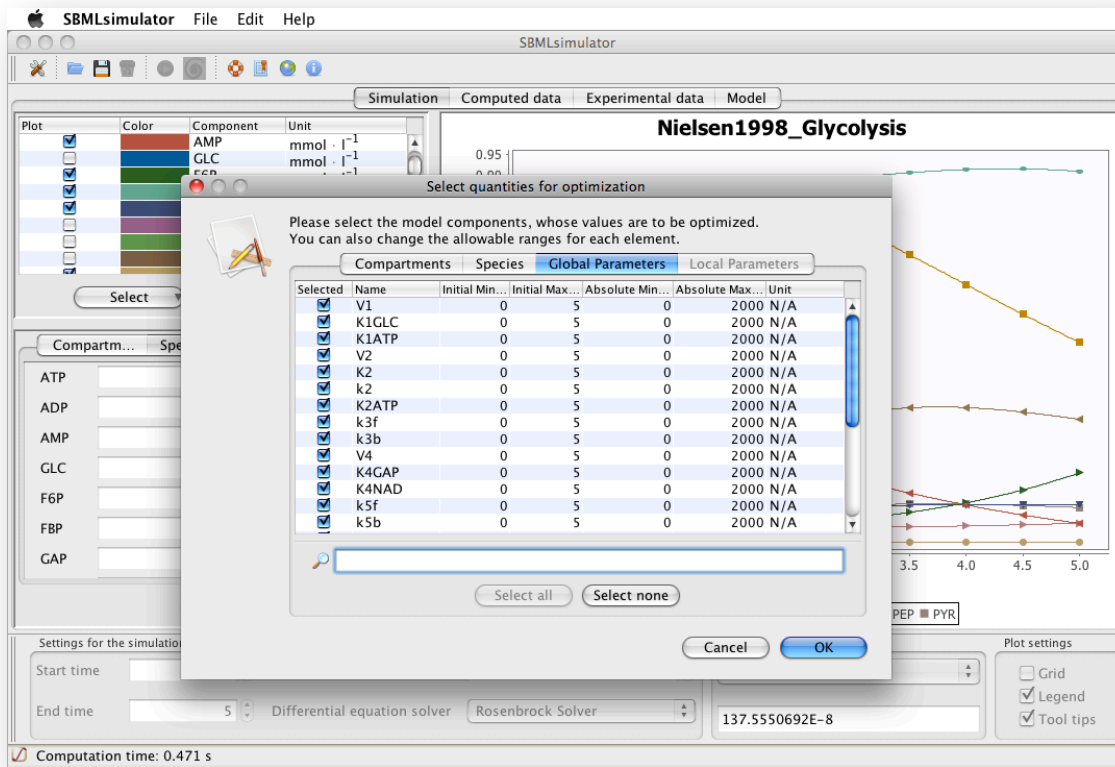 SBMLsimulator File Edit Help
SBMLsimulator
Simulation Computed data Experimental data Model
Plot Color Component Unit
AMP mmol · l⁻¹
GLC mmol · l⁻¹
F6P
Select
Compartm... Spe
ATP
ADP
AMP
GLC
F6P
FBP
GAP
Nielsen1998_Glycolysis
0.95
0.90
3.5 4.0 4.5 5.0
PEP PYR
Select quantities for optimization
Please select the model components, whose values are to be optimized.
You can also change the allowable ranges for each element.
Compartments Species Global Parameters Local Parameters
Selected Name Initial Min... Initial Max... Absolute Min... Absolute Max... Unit
V1 0 5 0 2000 N/A
K1GLC 0 5 0 2000 N/A
K1ATP 0 5 0 2000 N/A
V2 0 5 0 2000 N/A
K2 0 5 0 2000 N/A
k2 0 5 0 2000 N/A
K2ATP 0 5 0 2000 N/A
k3f 0 5 0 2000 N/A
k3b 0 5 0 2000 N/A
V4 0 5 0 2000 N/A
K4GAP 0 5 0 2000 N/A
K4NAD 0 5 0 2000 N/A
k5f 0 5 0 2000 N/A
k5b 0 5 0 2000 N/A
Select all Select none
Cancel OK
Settings for the simulation
Start time
End time 5 Differential equation solver Rosenbrock Solver
137.5550692E-8
Plot settings
Grid
Legend
Tool tips
Computation time: 0.471 s